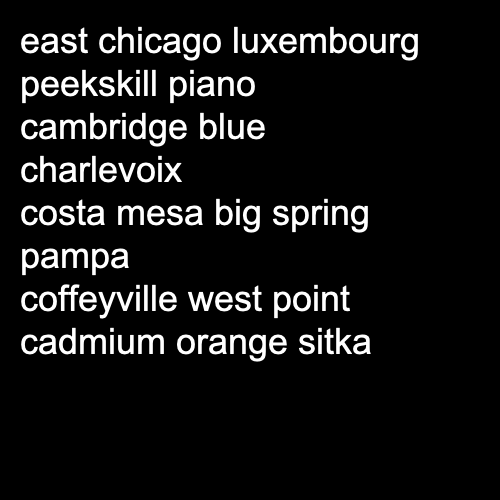 east chicago luxembourg
peekskill piano
cambridge blue
charlevoix
costa mesa big spring
pampa
coffeyville west point
cadmium orange sitka